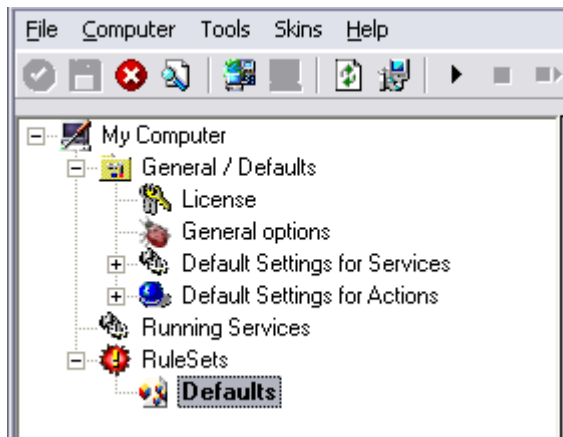 File Computer Tools Skins Help
My Computer
General / Defaults
License
General options
Default Settings for Services
Default Settings for Actions
Running Services
RuleSets
Defaults